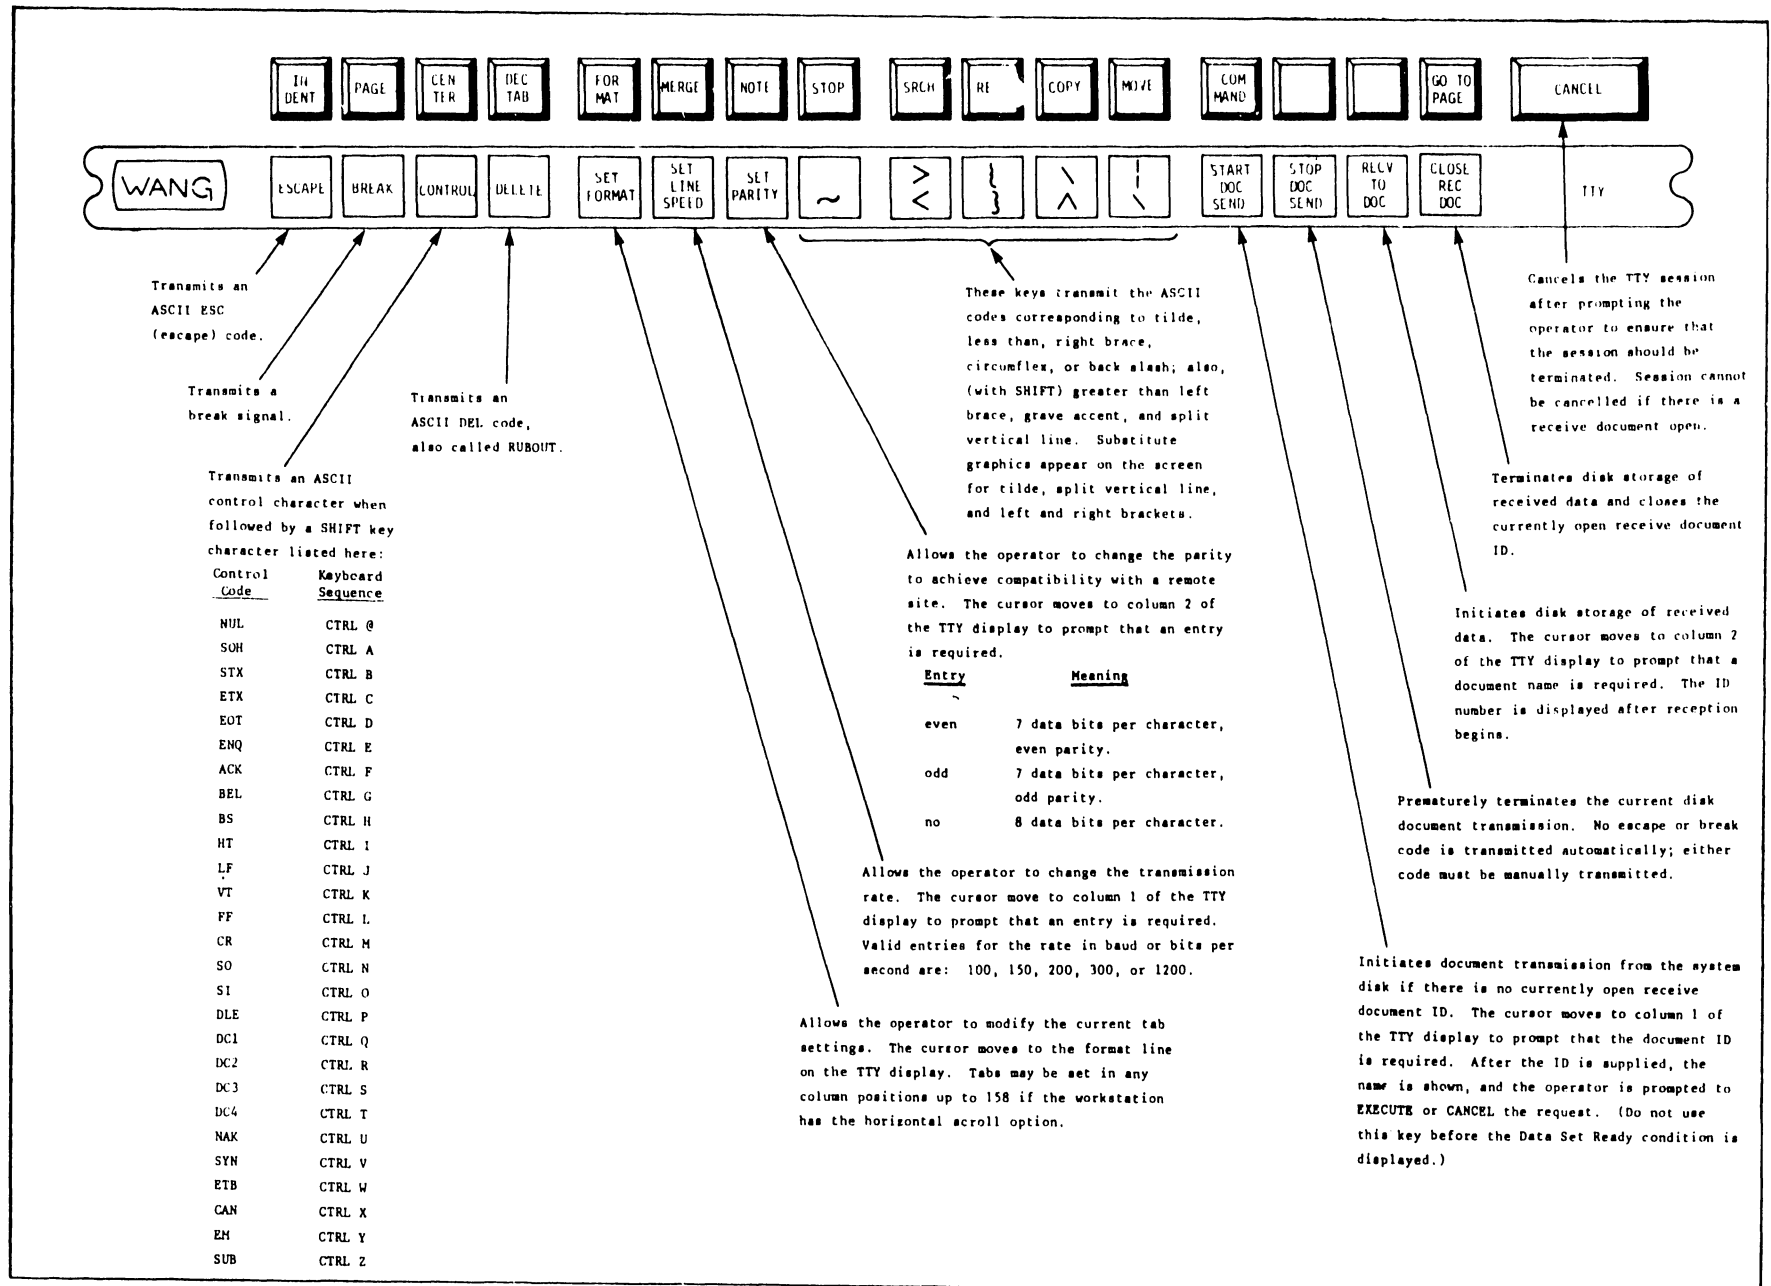 IN DENT PAGE CEN TER DEC TAB FOR MAT MERGE NOTE STOP SRCH COPY MOVE COM MAND GO TO PAGE CANCEL
WANG ESCAPE BREAK CONTROL DELETE SET FORMAT SET LINE SPEED SET PARITY ~ > < { } \ ^ ¦ \ START DOC SEND STOP DOC SEND RECV TO DOC CLOSE REC DOC TTY
Transmits an
ASCII ESC
(escape) code.
Transmits a
break signal.
Transmits an
ASCII DEL code,
also called RUBOUT.
Transmits an ASCII
control character when
followed by a SHIFT key
character listed here:
Control Keyboard
Code Sequence
NUL CTRL @
SOH CTRL A
STX CTRL B
ETX CTRL C
EOT CTRL D
ENQ CTRL E
ACK CTRL F
BEL CTRL G
BS CTRL H
HT CTRL I
LF CTRL J
VT CTRL K
FF CTRL L
CR CTRL M
SO CTRL N
SI CTRL O
DLE CTRL P
DC1 CTRL Q
DC2 CTRL R
DC3 CTRL S
DC4 CTRL T
NAK CTRL U
SYN CTRL V
ETB CTRL W
CAN CTRL X
EM CTRL Y
SUB CTRL Z
These keys transmit the ASCII
codes corresponding to tilde,
less than, right brace,
circumflex, or back slash; also,
(with SHIFT) greater than left
brace, grave accent, and split
vertical line. Substitute
graphics appear on the screen
for tilde, split vertical line,
and left and right brackets.
Allows the operator to change the parity
to achieve compatibility with a remote
site. The cursor moves to column 2 of
the TTY display to prompt that an entry
is required.
Entry Meaning
even 7 data bits per character,
even parity.
odd 7 data bits per character,
odd parity.
no 8 data bits per character.
Allows the operator to change the transmission
rate. The cursor move to column 1 of the TTY
display to prompt that an entry is required.
Valid entries for the rate in baud or bits per
second are: 100, 150, 200, 300, or 1200.
Allows the operator to modify the current tab
settings. The cursor moves to the format line
on the TTY display. Tabs may be set in any
column positions up to 158 if the workstation
has the horizontal scroll option.
Cancels the TTY session
after prompting the
operator to ensure that
the session should be
terminated. Session cannot
be cancelled if there is a
receive document open.
Terminates disk storage of
received data and closes the
currently open receive document
ID.
Initiates disk storage of received
data. The cursor moves to column 2
of the TTY display to prompt that a
document name is required. The ID
number is displayed after reception
begins.
Prematurely terminates the current disk
document transmission. No escape or break
code is transmitted automatically; either
code must be manually transmitted.
Initiates document transmission from the system
disk if there is no currently open receive
document ID. The cursor moves to column 1 of
the TTY display to prompt that the document ID
is required. After the ID is supplied, the
name is shown, and the operator is prompted to
EXECUTE or CANCEL the request. (Do not use
this key before the Data Set Ready condition is
displayed.)